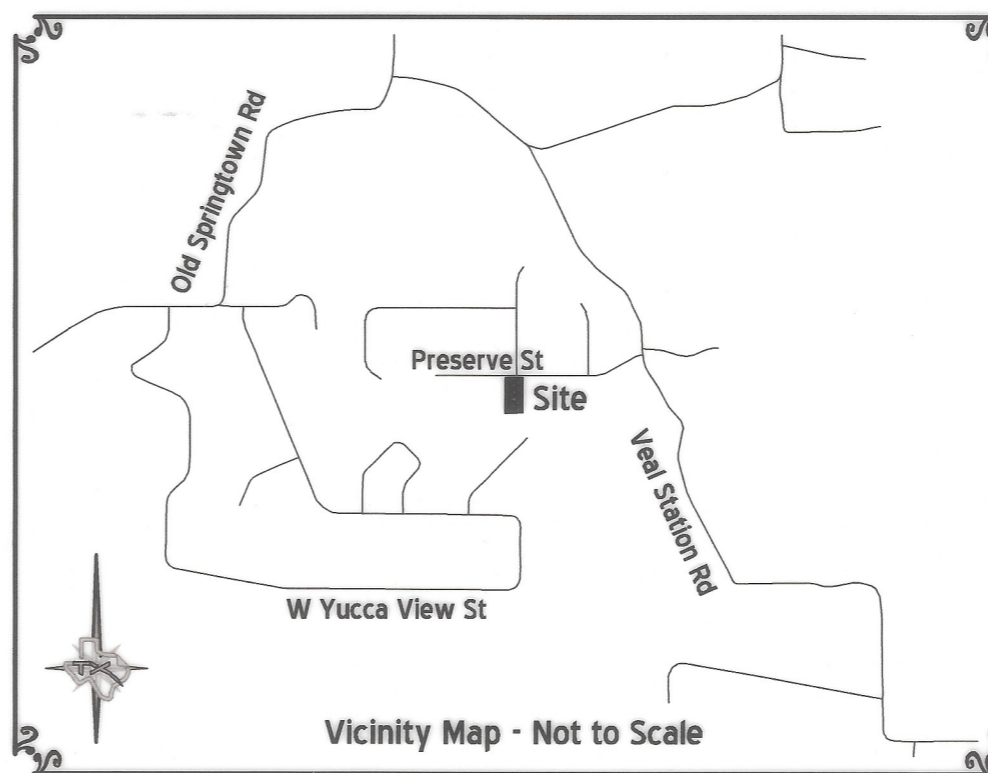 Old Springtown Rd
Preserve St
Site
Veal Station Rd
W Yucca View St
TX
Vicinity Map - Not to Scale